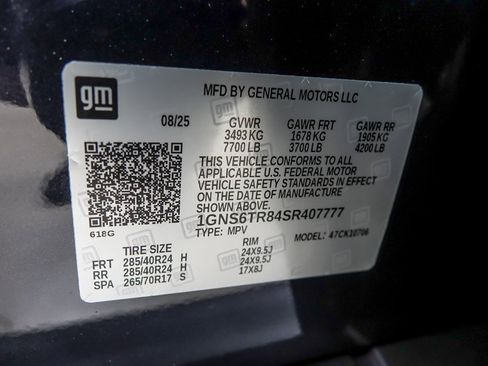 gm
MFD BY GENERAL MOTORS LLC
08/25 GVWR GAWR FRT GAWR RR
3493 KG 1678 KG 1905 KG
7700 LB 3700 LB 4200 LB
THIS VEHICLE CONFORMS TO ALL
APPLICABLE U.S. FEDERAL MOTOR
VEHICLE SAFETY STANDARDS IN EFFECT
ON THE DATE OF MANUFACTURE
SHOWN ABOVE.
1GNS6TR84SR407777
618G TYPE: MPV MODEL: 47CK10706
TIRE SIZE RIM
FRT 285/40R24 H 24X9.5J
RR 285/40R24 H 24X9.5J
SPA 265/70R17 S 17X8J